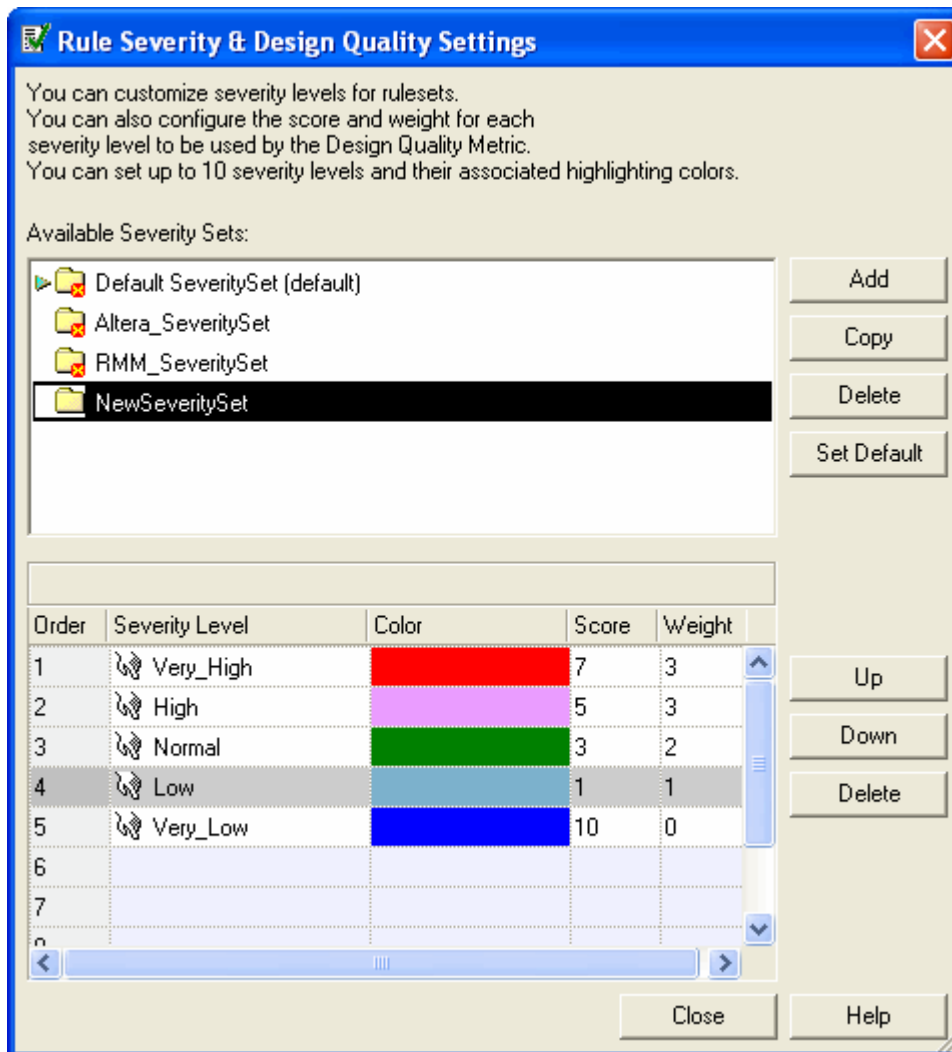 Rule Severity & Design Quality Settings
You can customize severity levels for rulesets.
You can also configure the score and weight for each
severity level to be used by the Design Quality Metric.
You can set up to 10 severity levels and their associated highlighting colors.
Available Severity Sets:
Default SeveritySet (default)
Altera_SeveritySet
RMM_SeveritySet
NewSeveritySet
Add
Copy
Delete
Set Default
Order Severity Level Color Score Weight
1 Very_High 7 3
2 High 5 3
3 Normal 3 2
4 Low 1 1
5 Very_Low 10 0
6
7
Up
Down
Delete
Close Help